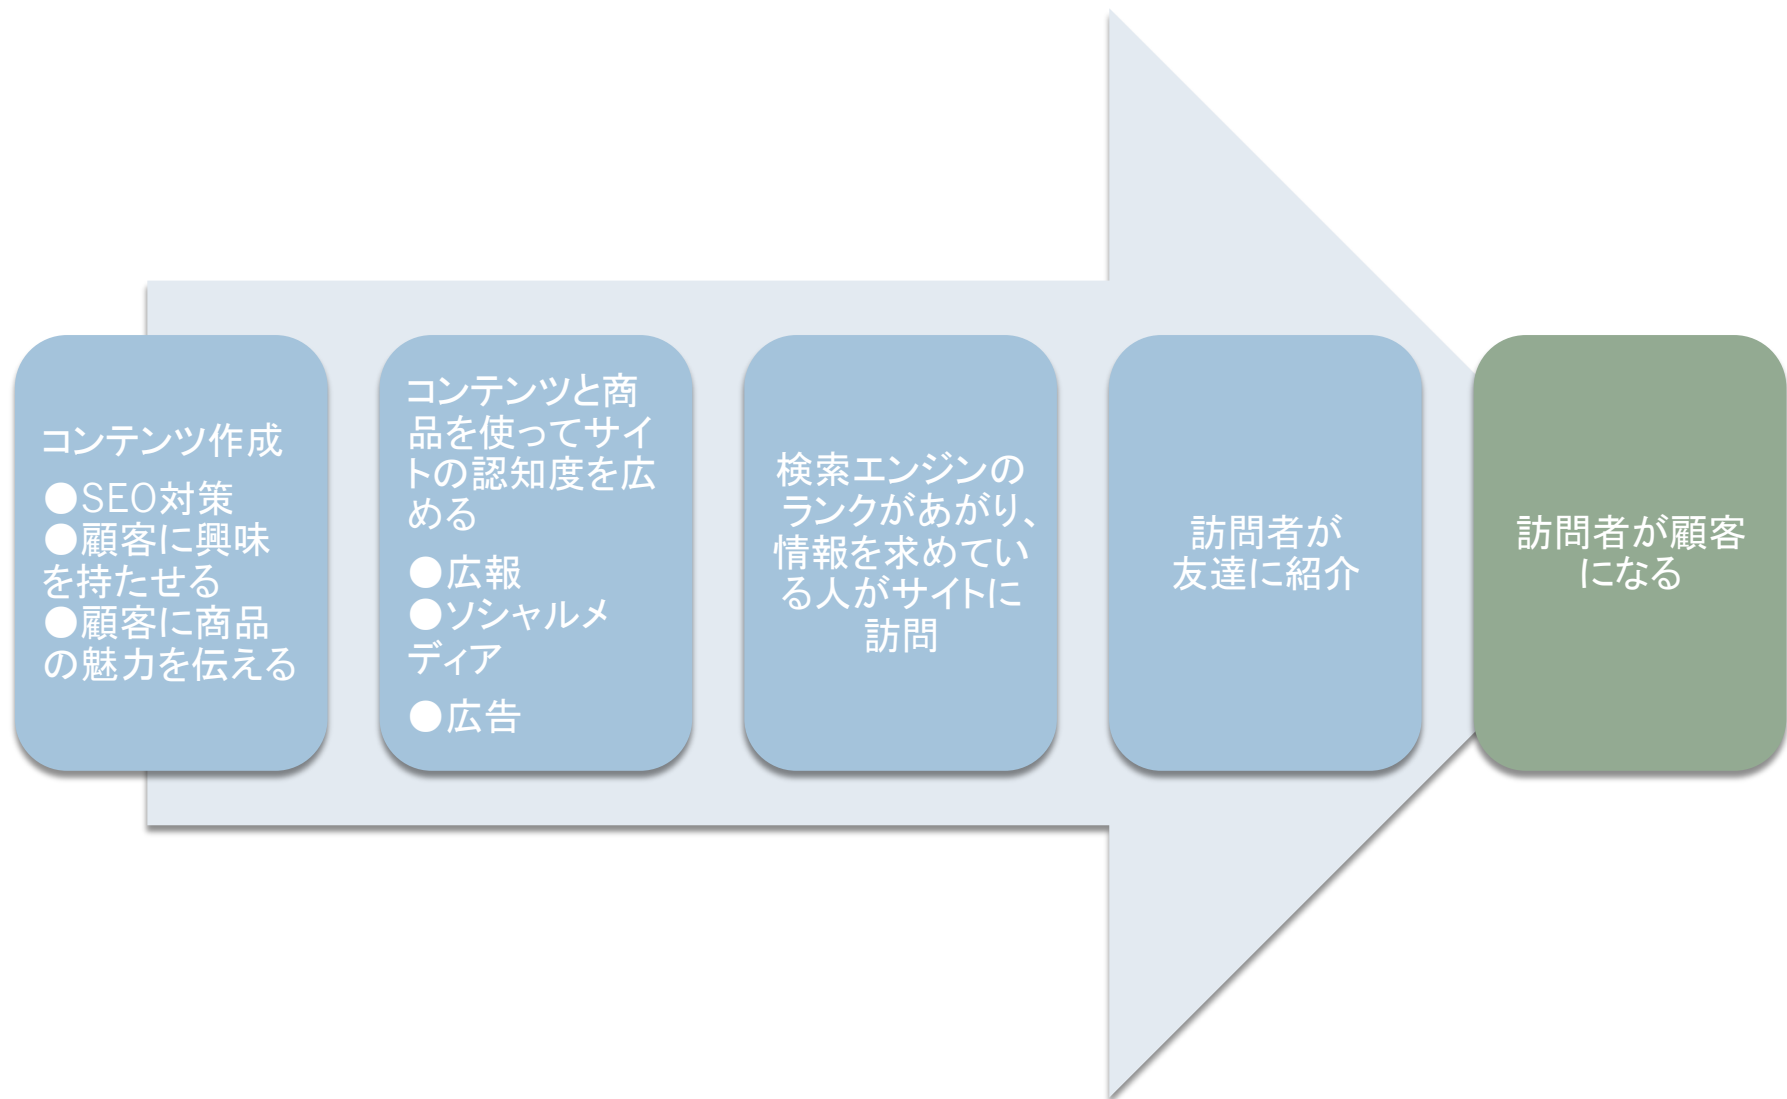 コンテンツ作成
●SEO対策
●顧客に興味
を持たせる
●顧客に商品
の魅力を伝える
コンテンツと商
品を使ってサイ
トの認知度を広
める
●広報
●ソシャルメ
ディア
●広告
検索エンジンの
ランクがあがり、
情報を求めてい
る人がサイトに
訪問
訪問者が
友達に紹介
訪問者が顧客
になる